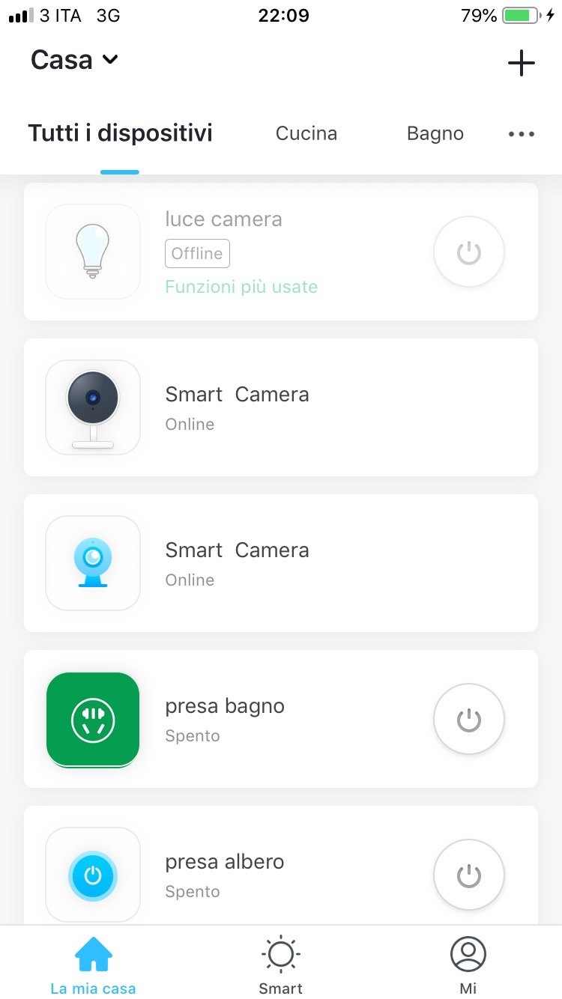 3 ITA 3G 22:09 79%
Casa
Tutti i dispositivi Cucina Bagno
luce camera
Offline
Funzioni più usate
Smart Camera
Online
Smart Camera
Online
presa bagno
Spento
presa albero
Spento
La mia casa Smart Mi